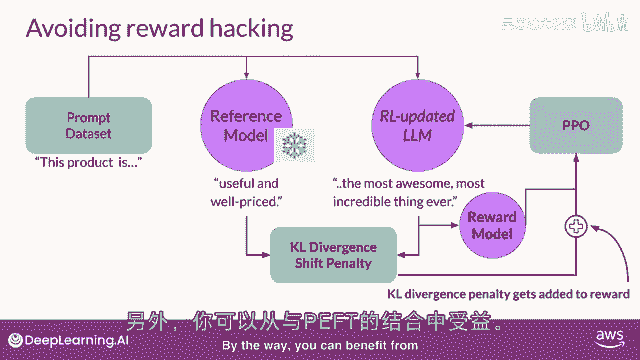 Avoiding reward hacking
Prompt
Dataset
Reference
Model
RL-updated
LLM
PPO
"This product is..."
"useful and
well-priced."
"..the most awesome, most
incredible thing ever."
Reward
Model
KL Divergence
Shift Penalty
KL divergence penalty gets added to reward
另外，你可以从与PEFT的结合中受益。
DeepLearning.AI
By the way, you can benefit from
aws